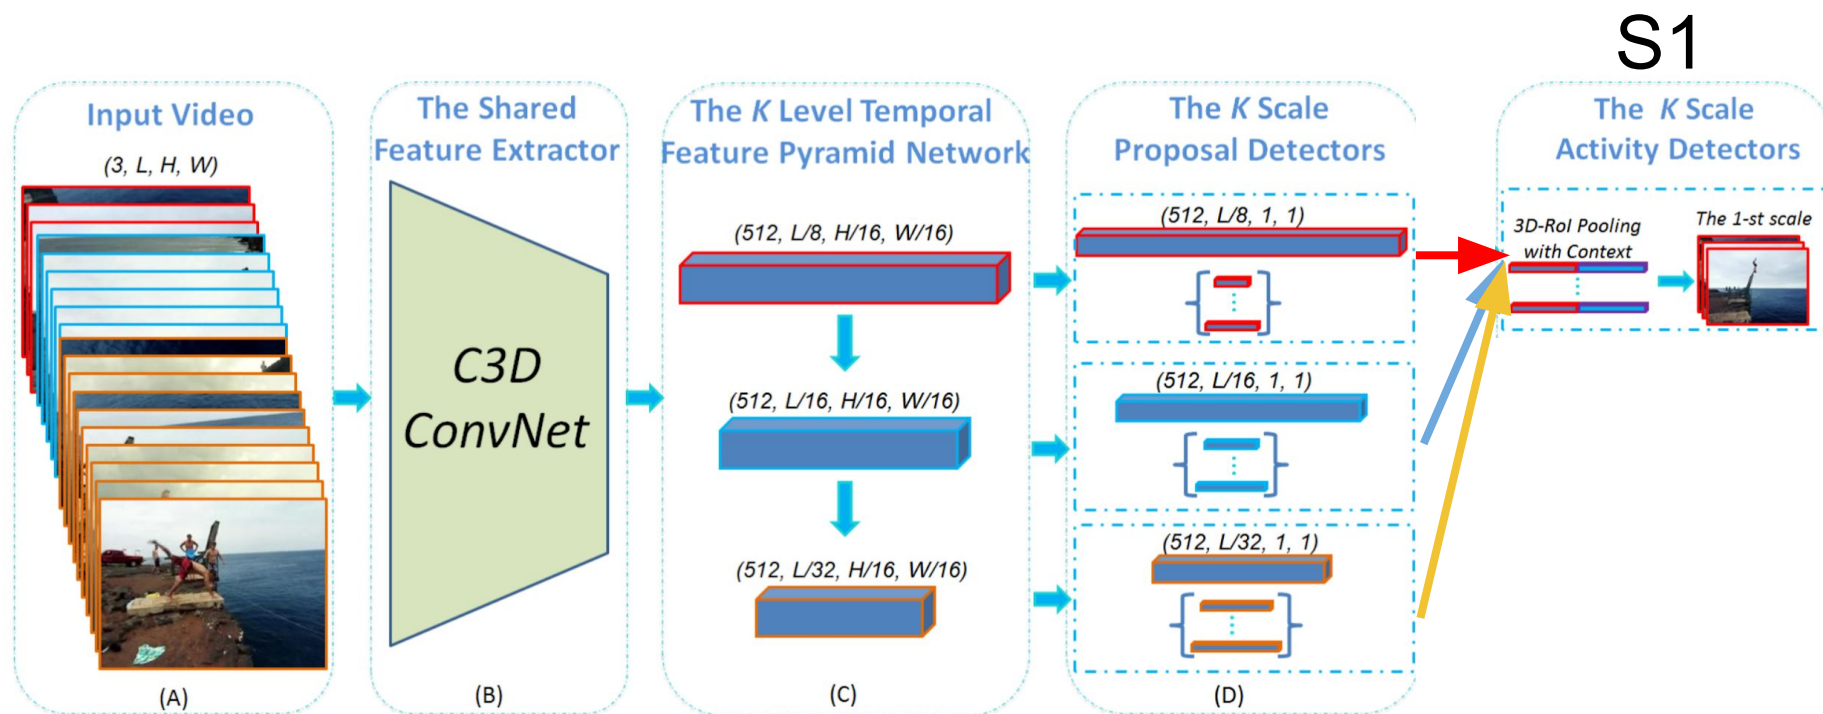 S1
Input Video
(3, L, H, W)
(A)
The Shared
Feature Extractor
C3D
ConvNet
(B)
The K Level Temporal
Feature Pyramid Network
(512, L/8, H/16, W/16)
(512, L/16, H/16, W/16)
(512, L/32, H/16, W/16)
(C)
The K Scale
Proposal Detectors
(512, L/8, 1, 1)
(512, L/16, 1, 1)
(512, L/32, 1, 1)
(D)
The K Scale
Activity Detectors
3D-RoI Pooling
with Context
The 1-st scale